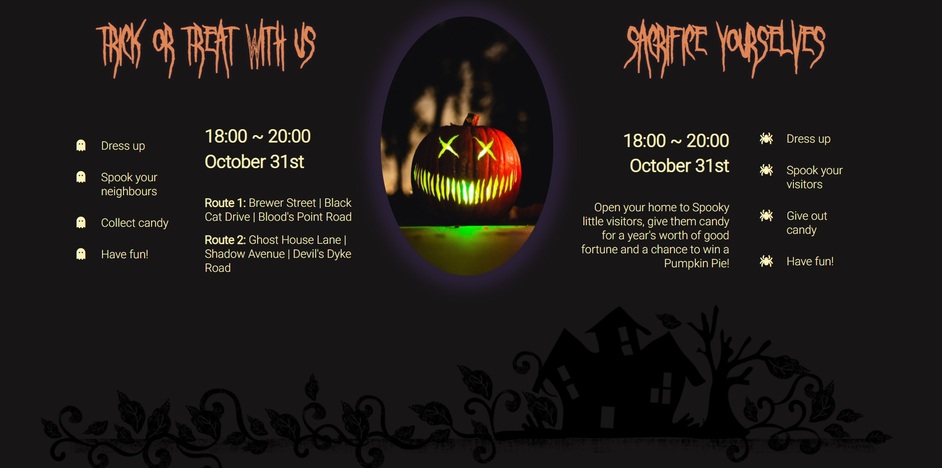 TRICK OR TREAT WITH US
Dress up
Spook your
neighbours
Collect candy
Have fun!
18:00 ~ 20:00
October 31st
Route 1: Brewer Street | Black
Cat Drive | Blood's Point Road
Route 2: Ghost House Lane |
Shadow Avenue | Devil's Dyke
Road
SACRIFICE YOURSELVES
18:00 ~ 20:00
October 31st
Open your home to Spooky
little visitors, give them candy
for a year's worth of good
fortune and a chance to win a
Pumpkin Pie!
Dress up
Spook your
visitors
Give out
candy
Have fun!